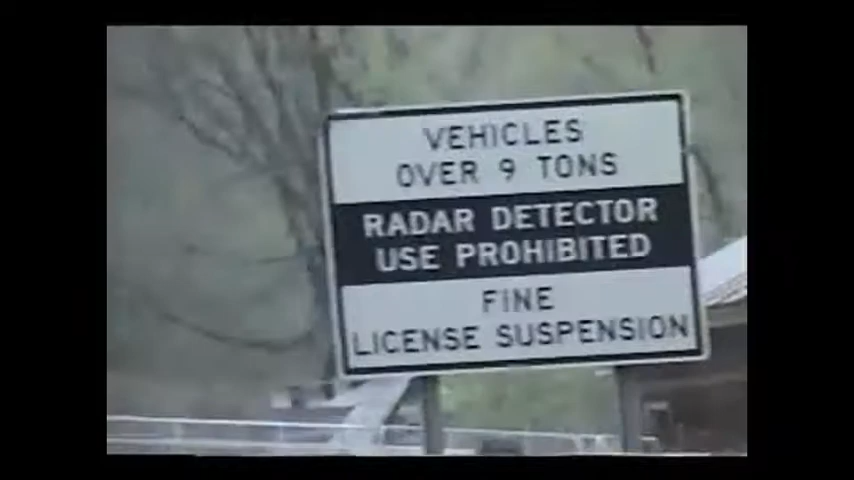 VEHICLES
OVER 9 TONS
RADAR DETECTOR
USE PROHIBITED
FINE
LICENSE SUSPENSION